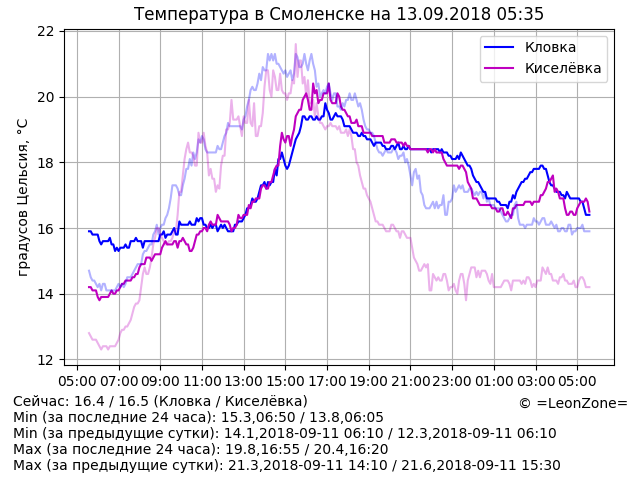 Температура в Смоленске на 13.09.2018 05:35
22
20
18
16
14
12
градусов Цельсия, °C
Кловка
Киселёвка
05:00 07:00 09:00 11:00 13:00 15:00 17:00 19:00 21:00 23:00 01:00 03:00 05:00
Сейчас: 16.4 / 16.5 (Кловка / Киселёвка)
© =LeonZone=
Min (за последние 24 часа): 15.3,06:50 / 13.8,06:05
Min (за предыдущие сутки): 14.1,2018-09-11 06:10 / 12.3,2018-09-11 06:10
Max (за последние 24 часа): 19.8,16:55 / 20.4,16:20
Max (за предыдущие сутки): 21.3,2018-09-11 14:10 / 21.6,2018-09-11 15:30